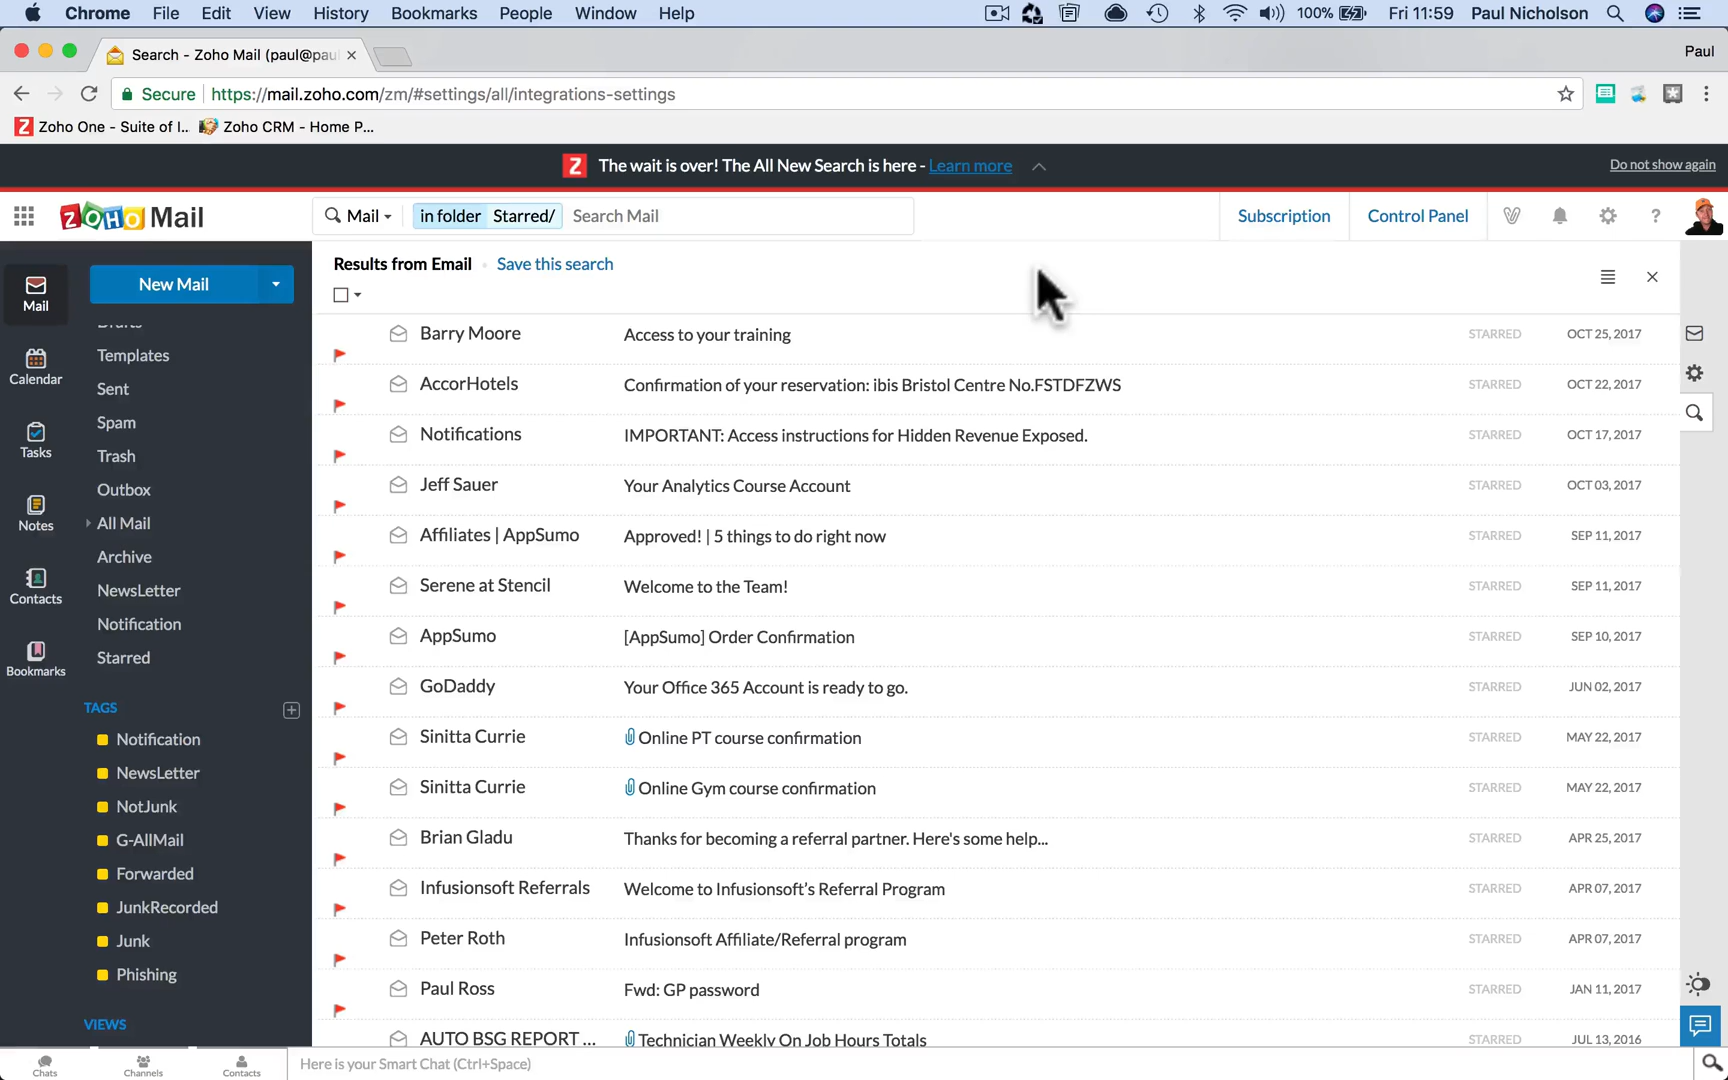 Chrome File Edit View History Bookmarks People Window Help 100% Fri 11:59 Paul Nicholson
Search - Zoho Mail (paul@pau Paul
Secure https://mail.zoho.com/zm/#settings/all/integrations-settings
Zoho One - Suite of I... Zoho CRM - Home P...
The wait is over! The All New Search is here - Learn more Do not show again
ZOHO Mail Mail in folder Starred/ Search Mail Subscription Control Panel ?
Results from Email Save this search
New Mail
Mail
Calendar
Tasks
Notes
Contacts
Bookmarks
Drafts
Templates
Sent
Spam
Trash
Outbox
All Mail
Archive
NewsLetter
Notification
Starred
TAGS
Notification
NewsLetter
NotJunk
G-AllMail
Forwarded
JunkRecorded
Junk
Phishing
VIEWS
Barry Moore Access to your training STARRED OCT 25, 2017
AccorHotels Confirmation of your reservation: ibis Bristol Centre No.FSTDFZWS STARRED OCT 22, 2017
Notifications IMPORTANT: Access instructions for Hidden Revenue Exposed. STARRED OCT 17, 2017
Jeff Sauer Your Analytics Course Account STARRED OCT 03, 2017
Affiliates | AppSumo Approved! | 5 things to do right now STARRED SEP 11, 2017
Serene at Stencil Welcome to the Team! STARRED SEP 11, 2017
AppSumo [AppSumo] Order Confirmation STARRED SEP 10, 2017
GoDaddy Your Office 365 Account is ready to go. STARRED JUN 02, 2017
Sinitta Currie Online PT course confirmation STARRED MAY 22, 2017
Sinitta Currie Online Gym course confirmation STARRED MAY 22, 2017
Brian Gladu Thanks for becoming a referral partner. Here's some help... STARRED APR 25, 2017
Infusionsoft Referrals Welcome to Infusionsoft's Referral Program STARRED APR 07, 2017
Peter Roth Infusionsoft Affiliate/Referral program STARRED APR 07, 2017
Paul Ross Fwd: GP password STARRED JAN 11, 2017
AUTO BSG REPORT ... Technician Weekly On Job Hours Totals STARRED JUL 13, 2016
Chats Channels Contacts Here is your Smart Chat (Ctrl+Space)